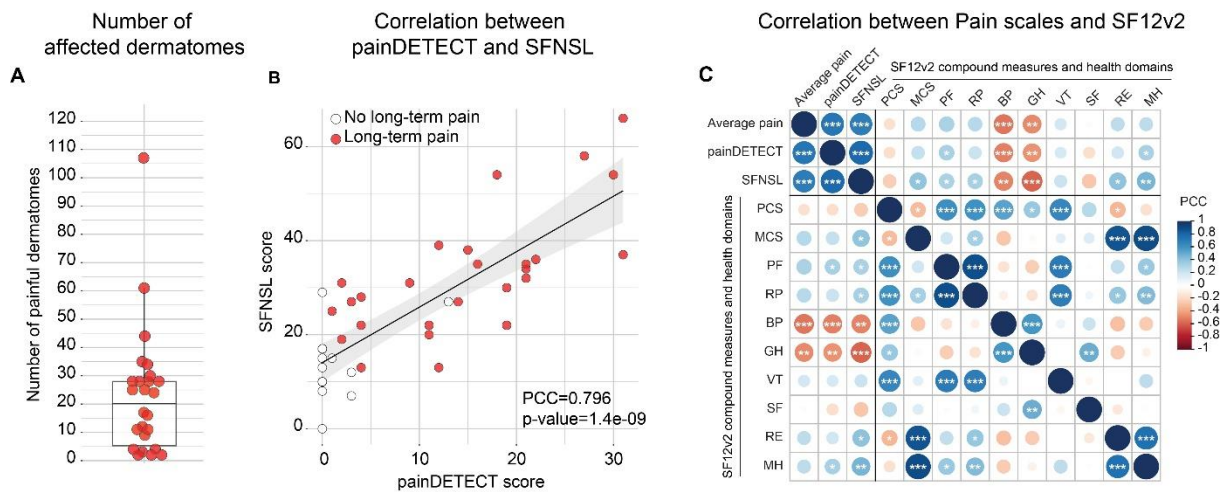 Number of
affected dermatomes
Correlation between
painDETECT and SFNSL
Correlation between Pain scales and SF12v2
A
Number of painful dermatomes
120
110
100
90
80
70
60
50
40
30
20
10
0
B
No long-term pain
Long-term pain
SFNSL score
60
40
20
0
PCC=0.796
p-value=1.4e-09
0
10
20
30
painDETECT score
C
SF12v2 compound measures and health domains
Average pain
painDETECT
SFNSL
PCS
MCS
PF
RP
BP
GH
VT
SF
RE
MH
SF12v2 compound measures and health domains
Average pain *** *** *** **
painDETECT *** *** * *** ** *
SFNSL *** *** * * * ** *** * **
PCS * *** *** *** * *** *
MCS * * * *** ***
PF * * *** *** *** *
RP * *** * *** *** * *
BP *** *** ** *** ***
GH ** ** *** * *** **
VT *** *** ***
SF **
RE * * *** * ***
MH * ** *** * * ***
PCC
1
0.8
0.6
0.4
0.2
0
-0.2
-0.4
-0.6
-0.8
-1